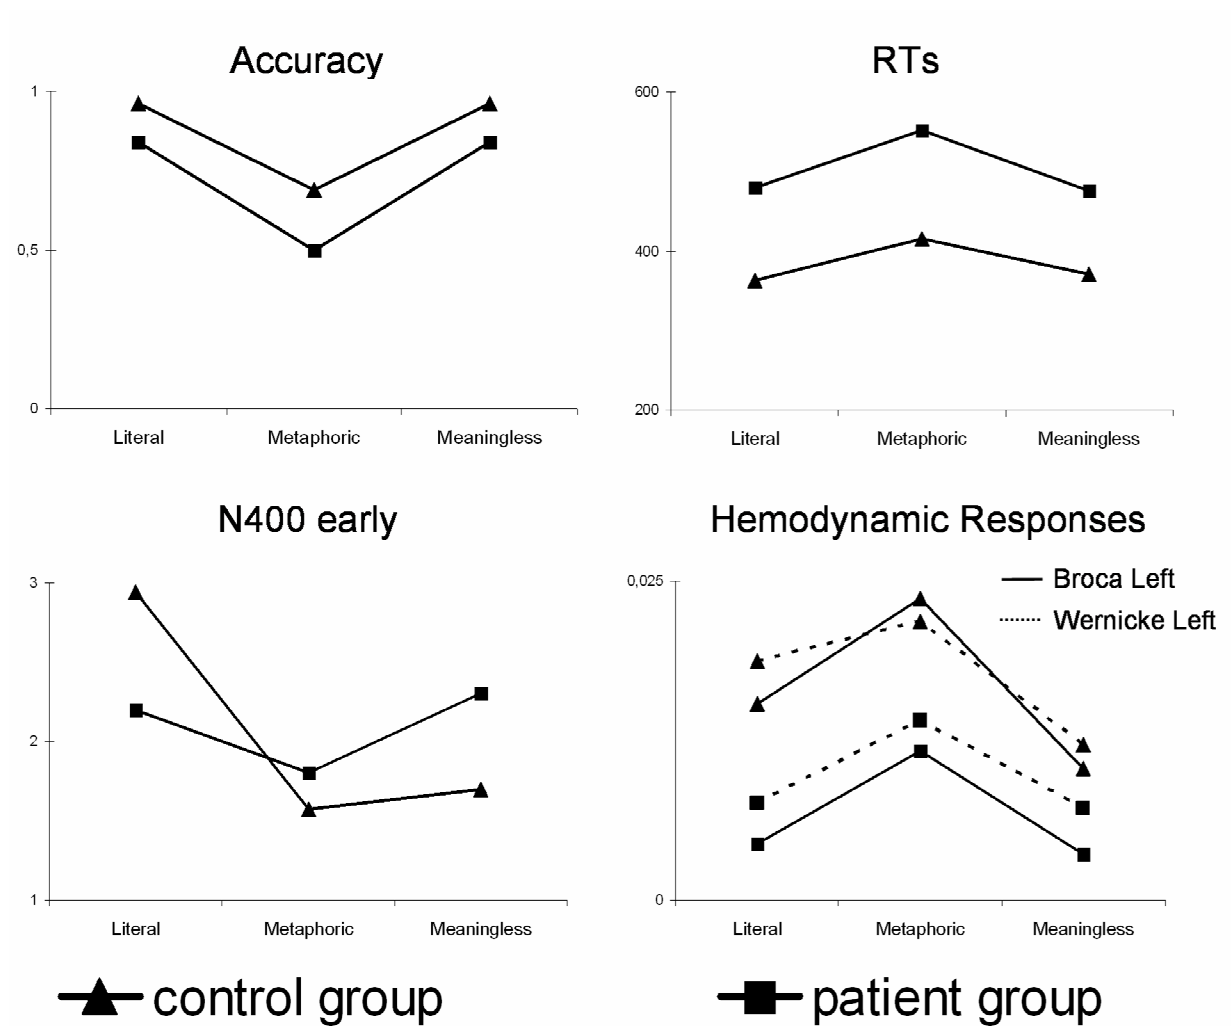 Accuracy
1
0,5
0
Literal Metaphoric Meaningless
RTs
600
400
200
Literal Metaphoric Meaningless
N400 early
3
2
1
Literal Metaphoric Meaningless
Hemodynamic Responses
0,025
Broca Left
Wernicke Left
0
Literal Metaphoric Meaningless
control group
patient group